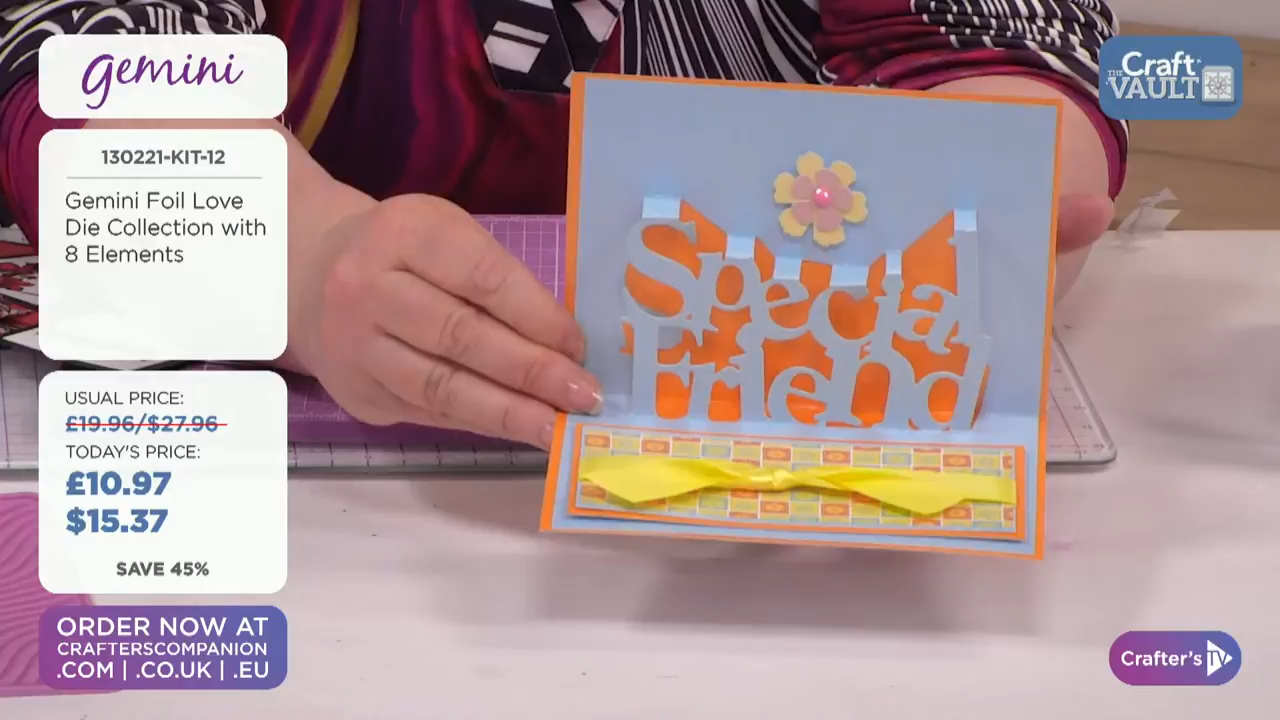 gemini
130221-KIT-12
Gemini Foil Love
Die Collection with
8 Elements
USUAL PRICE:
£19.96/$27.96
TODAY'S PRICE:
£10.97
$15.37
SAVE 45%
ORDER NOW AT
CRAFTERSCOMPANION
.COM | .CO.UK | .EU
Special
Friend
THE Craft
VAULT
Crafter's TV